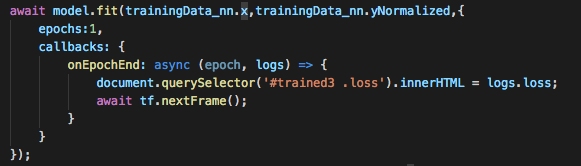 await model.fit(trainingData_nn.x,trainingData_nn.yNormalized,{
    epochs:1,
    callbacks: {
        onEpochEnd: async (epoch, logs) => {
            document.querySelector('#trained3 .loss').innerHTML = logs.loss;
            await tf.nextFrame();
        }
    }
});